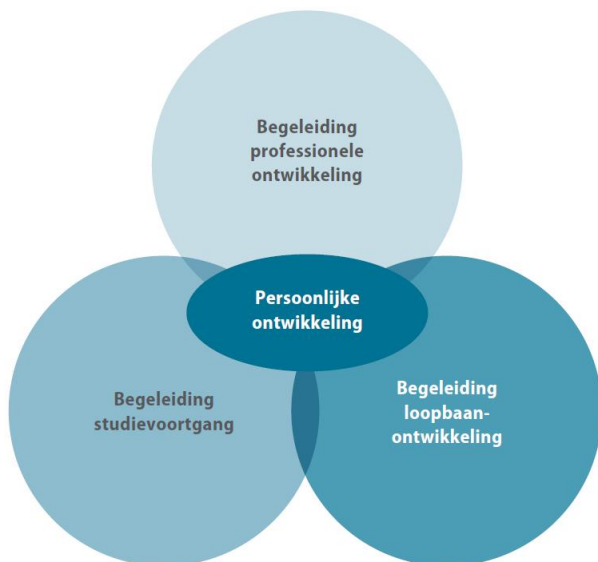 Begeleiding
professionele
ontwikkeling
Persoonlijke
ontwikkeling
Begeleiding
studievoortgang
Begeleiding
loopbaan-
ontwikkeling